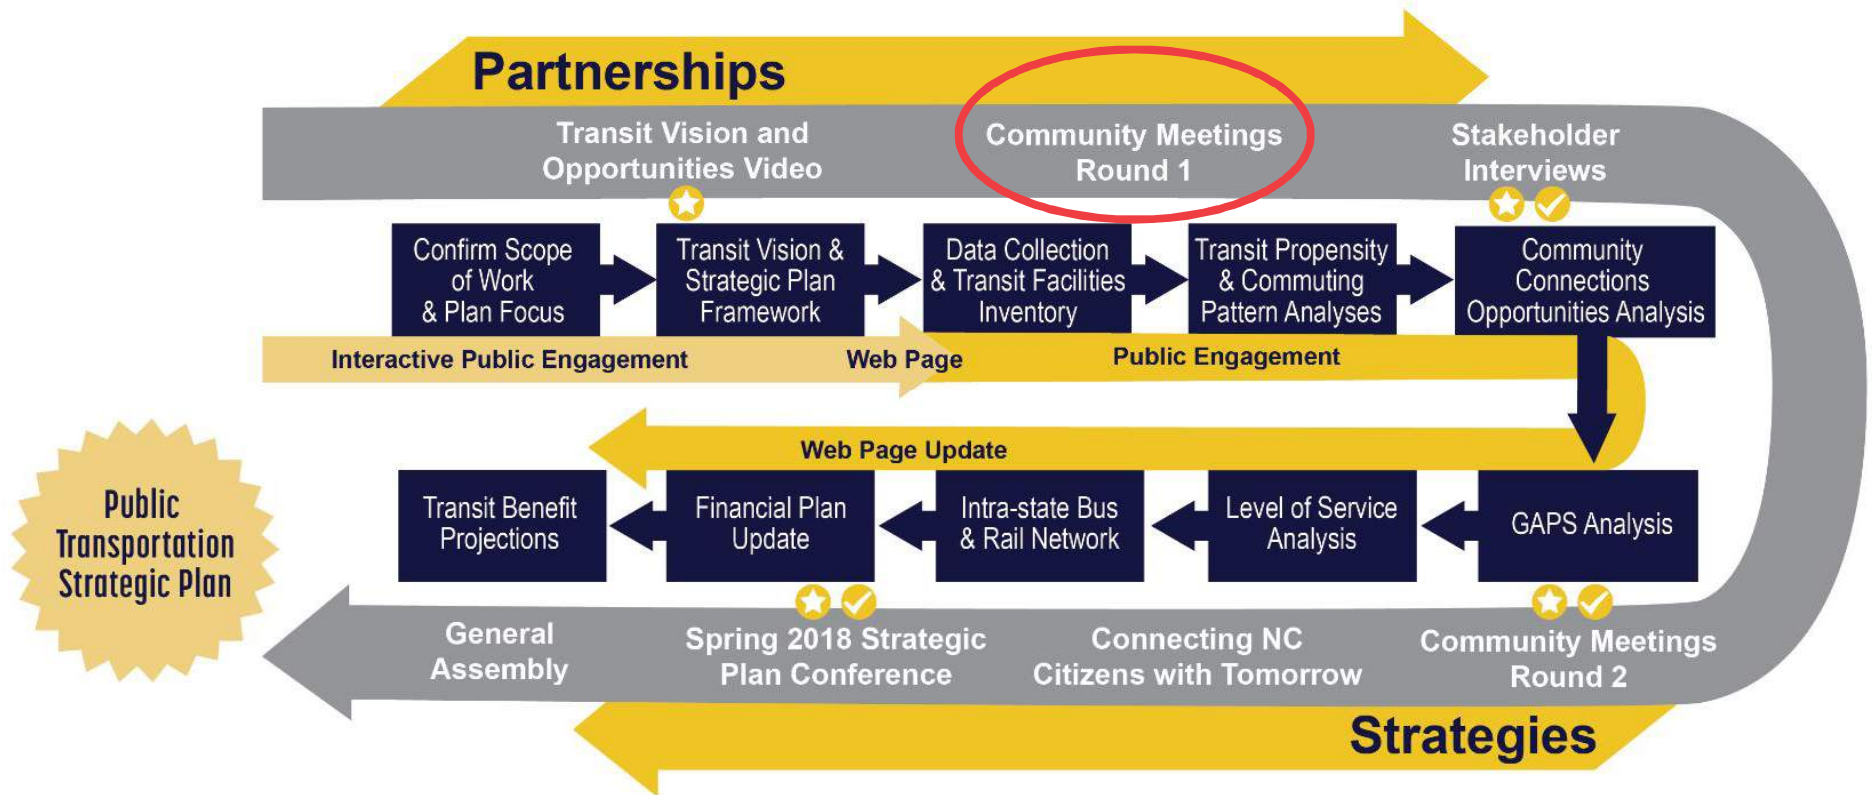 Partnerships
Transit Vision and
Opportunities Video
Community Meetings
Round 1
Stakeholder
Interviews
Confirm Scope
of Work
& Plan Focus
Transit Vision &
Strategic Plan
Framework
Data Collection
& Transit Facilities
Inventory
Transit Propensity
& Commuting
Pattern Analyses
Community
Connections
Opportunities Analysis
Interactive Public Engagement
Web Page
Public Engagement
Web Page Update
Public
Transportation
Strategic Plan
Transit Benefit
Projections
Financial Plan
Update
Intra-state Bus
& Rail Network
Level of Service
Analysis
GAPS Analysis
General
Assembly
Spring 2018 Strategic
Plan Conference
Connecting NC
Citizens with Tomorrow
Community Meetings
Round 2
Strategies